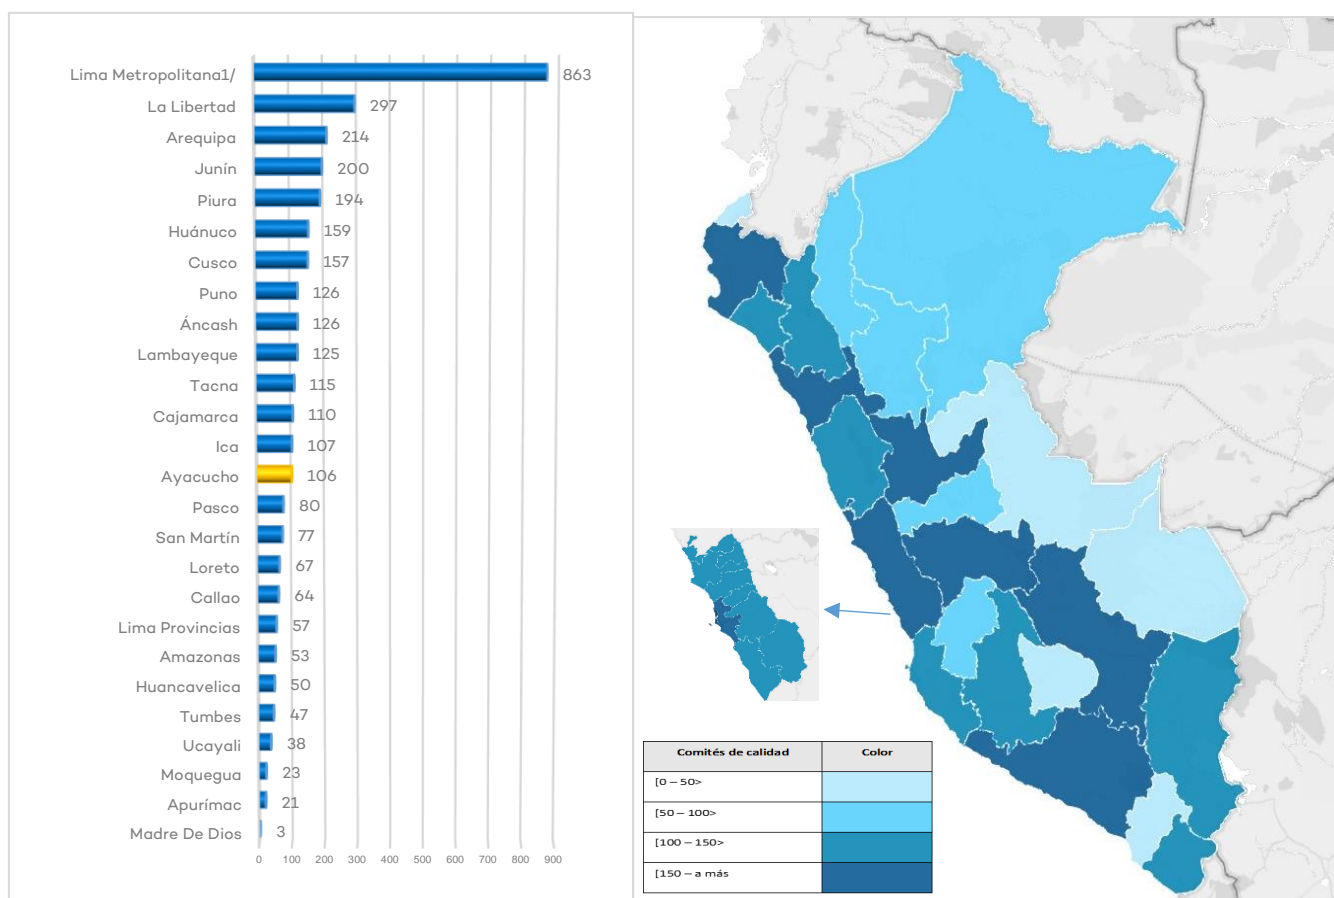 Lima Metropolitana1/ 863
La Libertad 297
Arequipa 214
Junín 200
Piura 194
Huánuco 159
Cusco 157
Puno 126
Áncash 126
Lambayeque 125
Tacna 115
Cajamarca 110
Ica 107
Ayacucho 106
Pasco 80
San Martín 77
Loreto 67
Callao 64
Lima Provincias 57
Amazonas 53
Huancavelica 50
Tumbes 47
Ucayali 38
Moquegua 23
Apurímac 21
Madre De Dios 3
0 100 200 300 400 500 600 700 800 900
Comités de calidad Color
[0 – 50>
[50 – 100>
[100 – 150>
[150 – a más